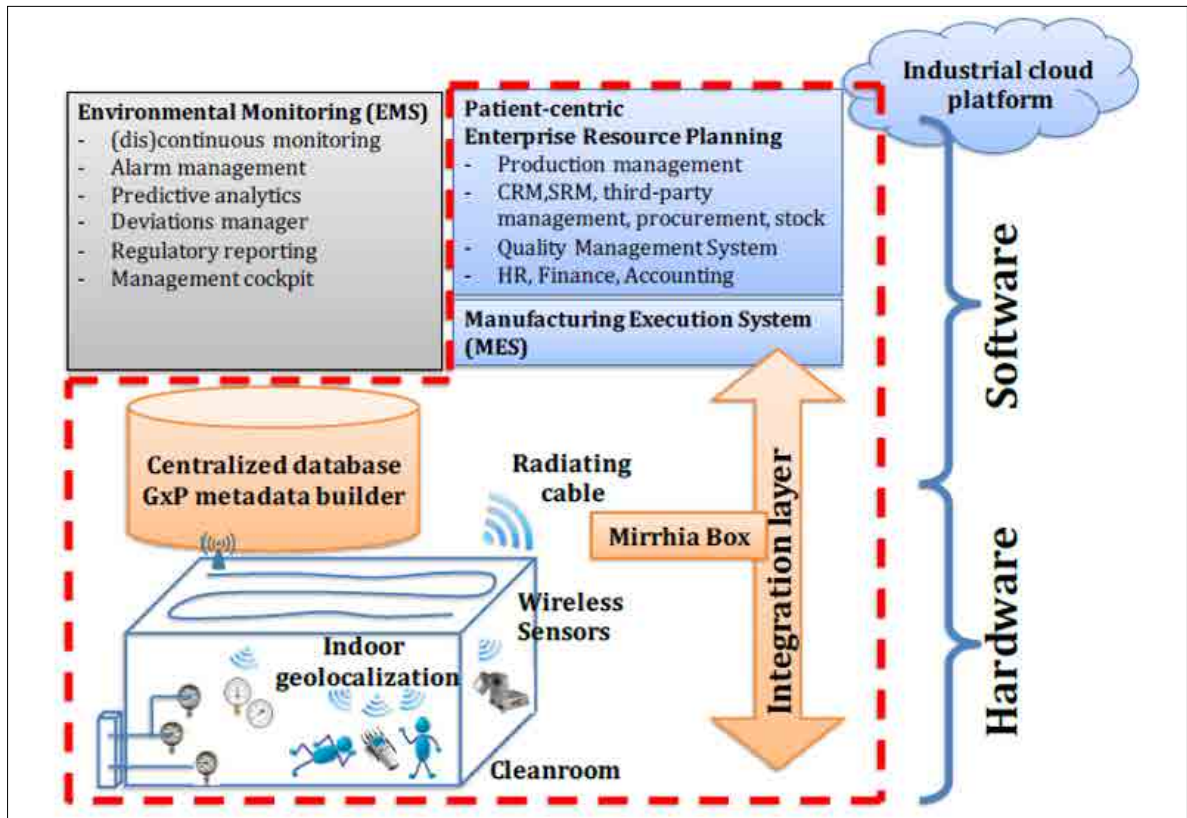 Industrial cloud
platform
Environmental Monitoring (EMS)
- (dis)continuous monitoring
- Alarm management
- Predictive analytics
- Deviations manager
- Regulatory reporting
- Management cockpit
Patient-centric
Enterprise Resource Planning
- Production management
- CRM,SRM, third-party
management, procurement, stock
- Quality Management System
- HR, Finance, Accounting
Manufacturing Execution System
(MES)
Software
Centralized database
GxP metadata builder
Radiating
cable
Mirrhia Box
Integration layer
Wireless
Sensors
Indoor
geolocalization
Cleanroom
Hardware